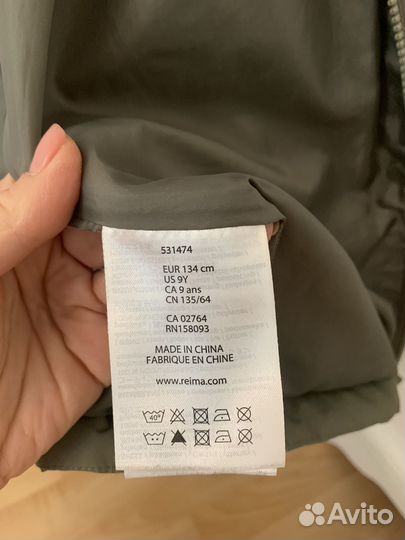 531474
EUR 134 cm
US 9Y
CA 9 ans
CN 135/64
CA 02764
RN158093
MADE IN CHINA
FABRIQUE EN CHINE
www.reima.com
40°
Avito